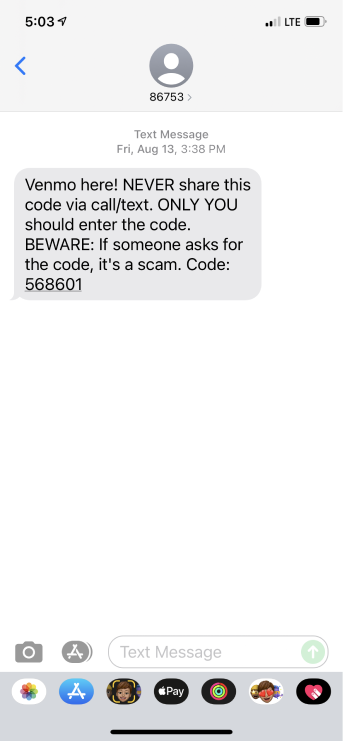 5:03 LTE
86753 >
Text Message
Fri, Aug 13, 3:38 PM
Venmo here! NEVER share this
code via call/text. ONLY YOU
should enter the code.
BEWARE: If someone asks for
the code, it's a scam. Code:
568601
Text Message
Pay